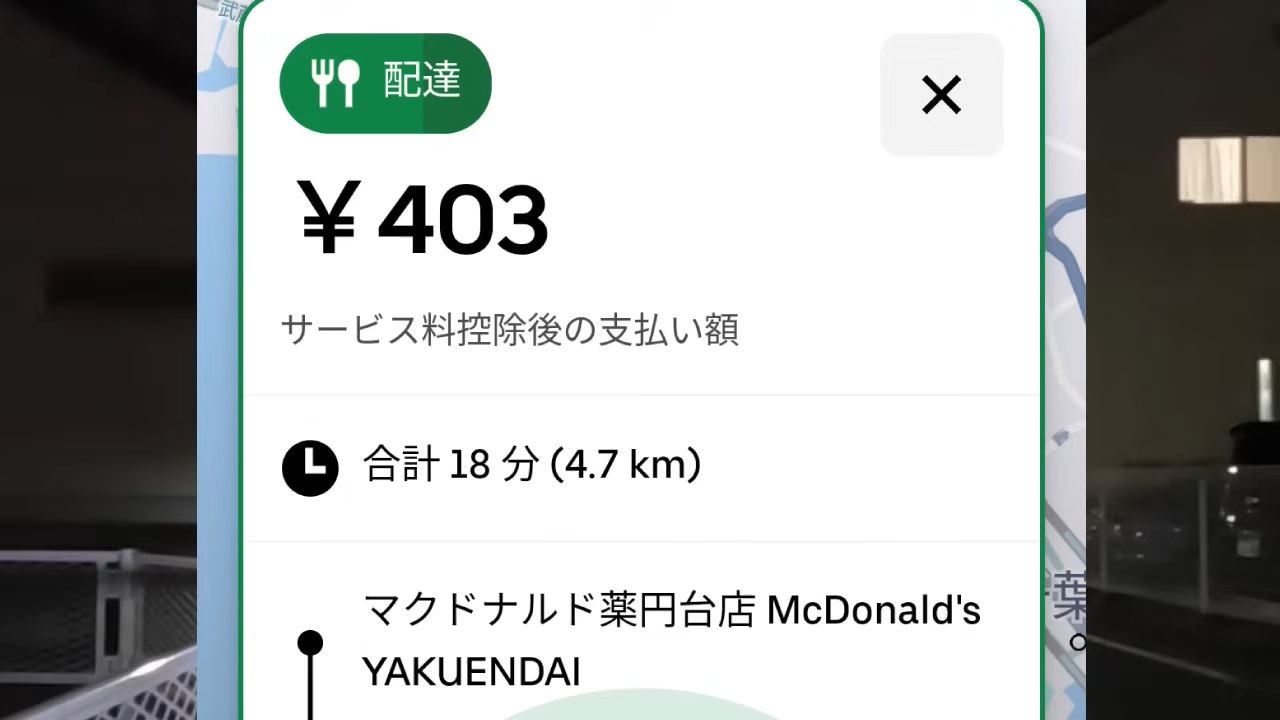 配達
￥403
サービス料控除後の支払い額
合計 18 分 (4.7 km)
マクドナルド薬円台店 McDonald's
YAKUENDAI
葉